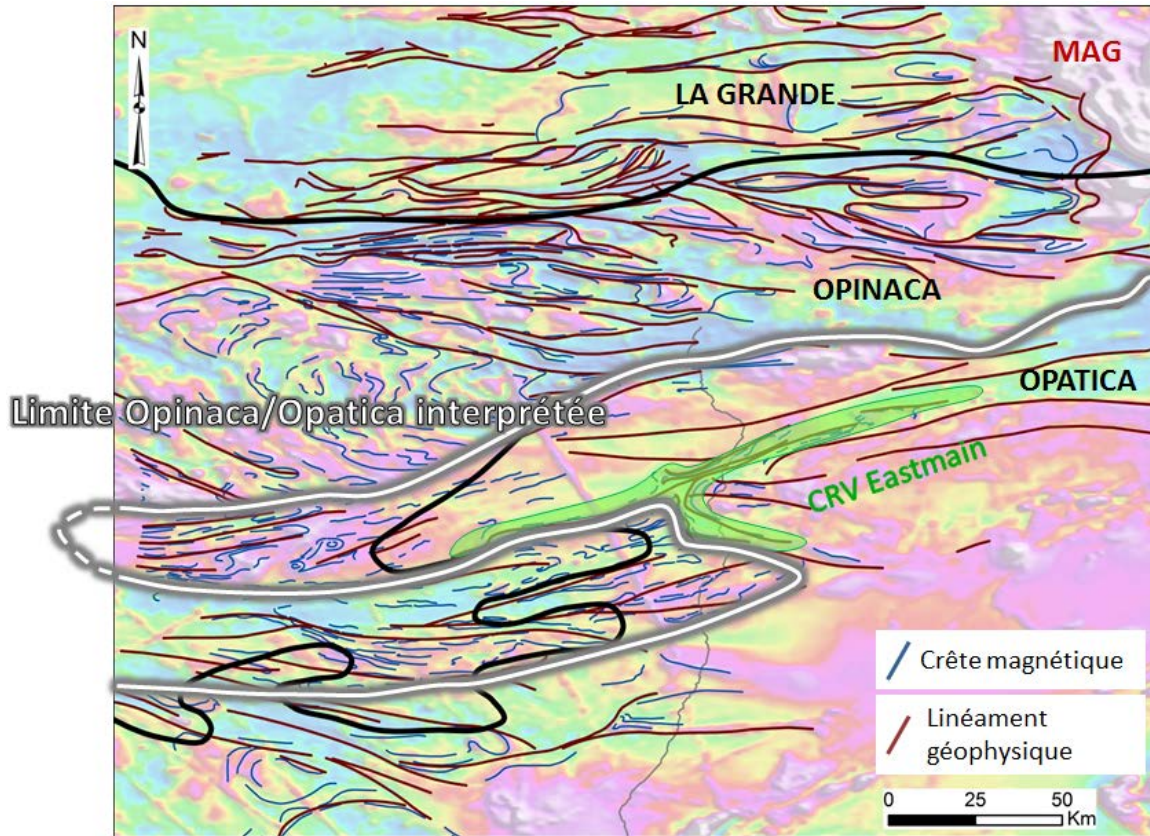 N
MAG
LA GRANDE
OPINACA
OPATICA
Limite Opinaca/Opatica interprétée
CRV Eastmain
Crête magnétique
Linéament
géophysique
0 25 50
Km